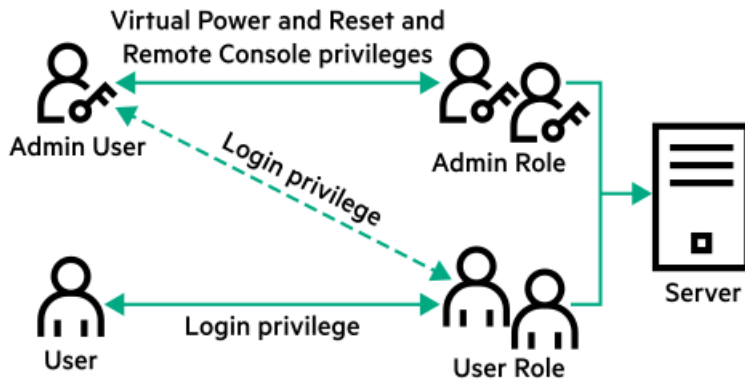 Virtual Power and Reset and
Remote Console privileges
Admin User
Admin Role
Login privilege
Server
Login privilege
User
User Role